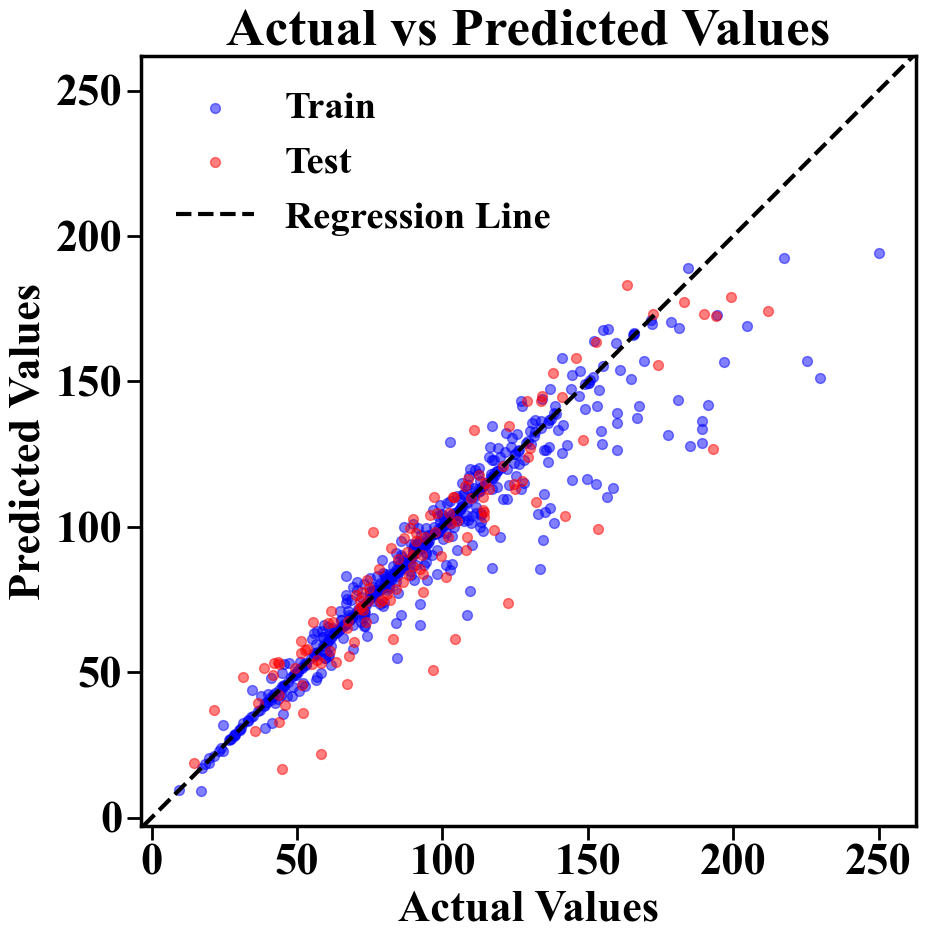 Actual vs Predicted Values
Train
Test
Regression Line
250
200
150
100
50
0
Predicted Values
0 50 100 150 200 250
Actual Values